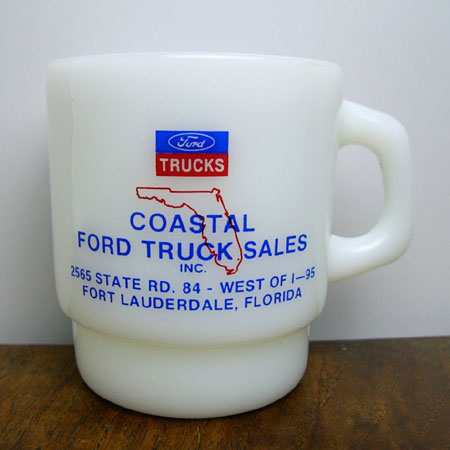 Ford
TRUCKS
COASTAL
FORD TRUCK SALES
INC.
2565 STATE RD. 84 - WEST OF I-95
FORT LAUDERDALE, FLORIDA